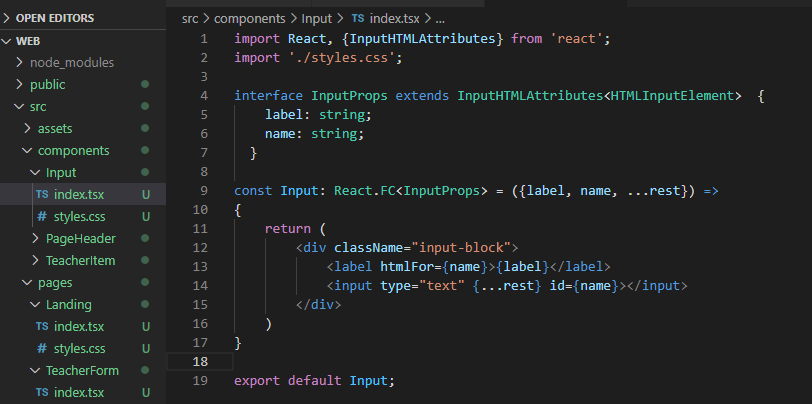 OPEN EDITORS
WEB
node_modules
public
src
assets
components
Input
TS index.tsx U
# styles.css U
PageHeader
TeacherItem
pages
Landing
TS index.tsx U
# styles.css U
TeacherForm
TS index.tsx U
src > components > Input > TS index.tsx > ...
1 import React, {InputHTMLAttributes} from 'react';
2 import './styles.css';
3
4 interface InputProps extends InputHTMLAttributes<HTMLInputElement>  {
5     label: string;
6     name: string;
7   }
8
9 const Input: React.FC<InputProps> = ({label, name, ...rest}) =>
10 {
11     return (
12         <div className="input-block">
13             <label htmlFor={name}>{label}</label>
14             <input type="text" {...rest} id={name}></input>
15         </div>
16     )
17 }
18
19 export default Input;